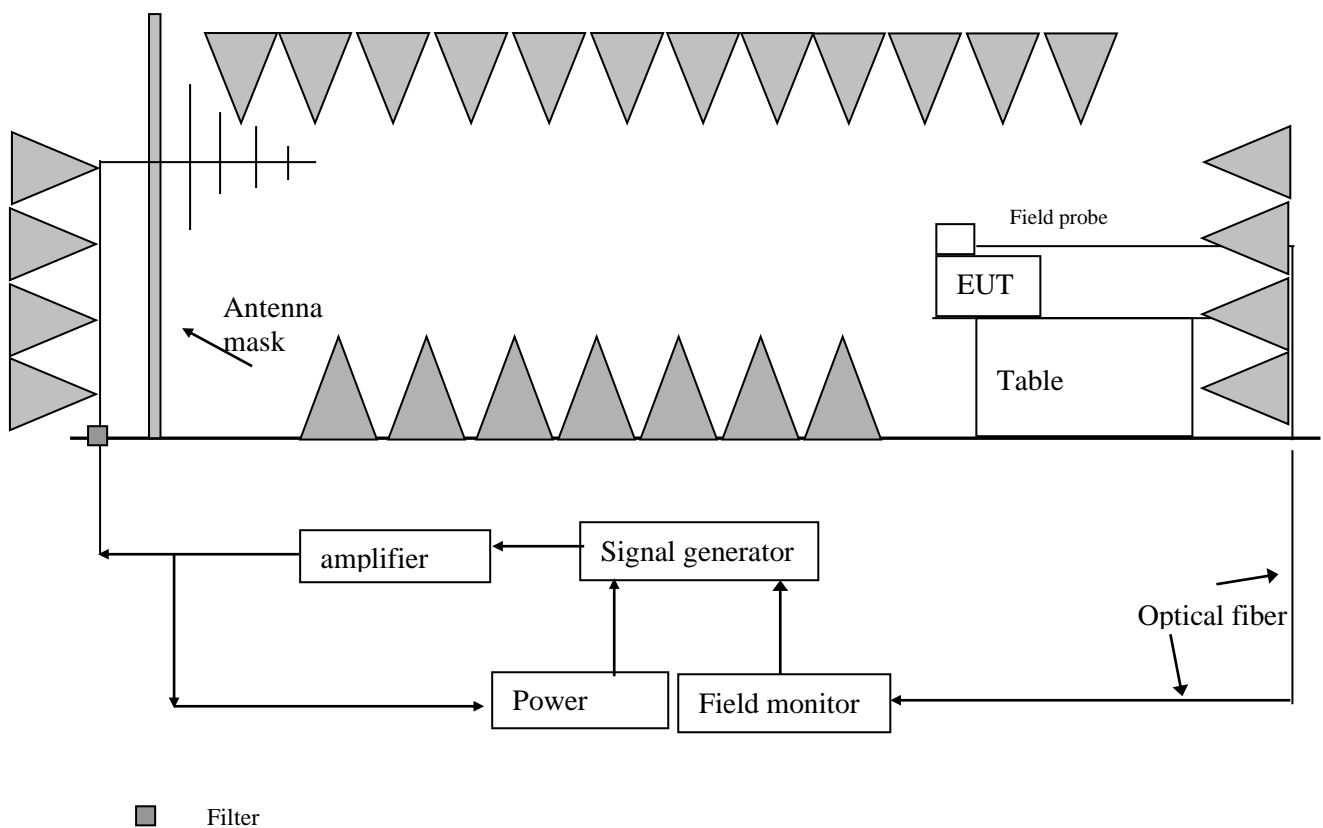 Field probe
EUT
Antenna
mask
Table
amplifier
Signal generator
Optical fiber
Power
Field monitor
Filter